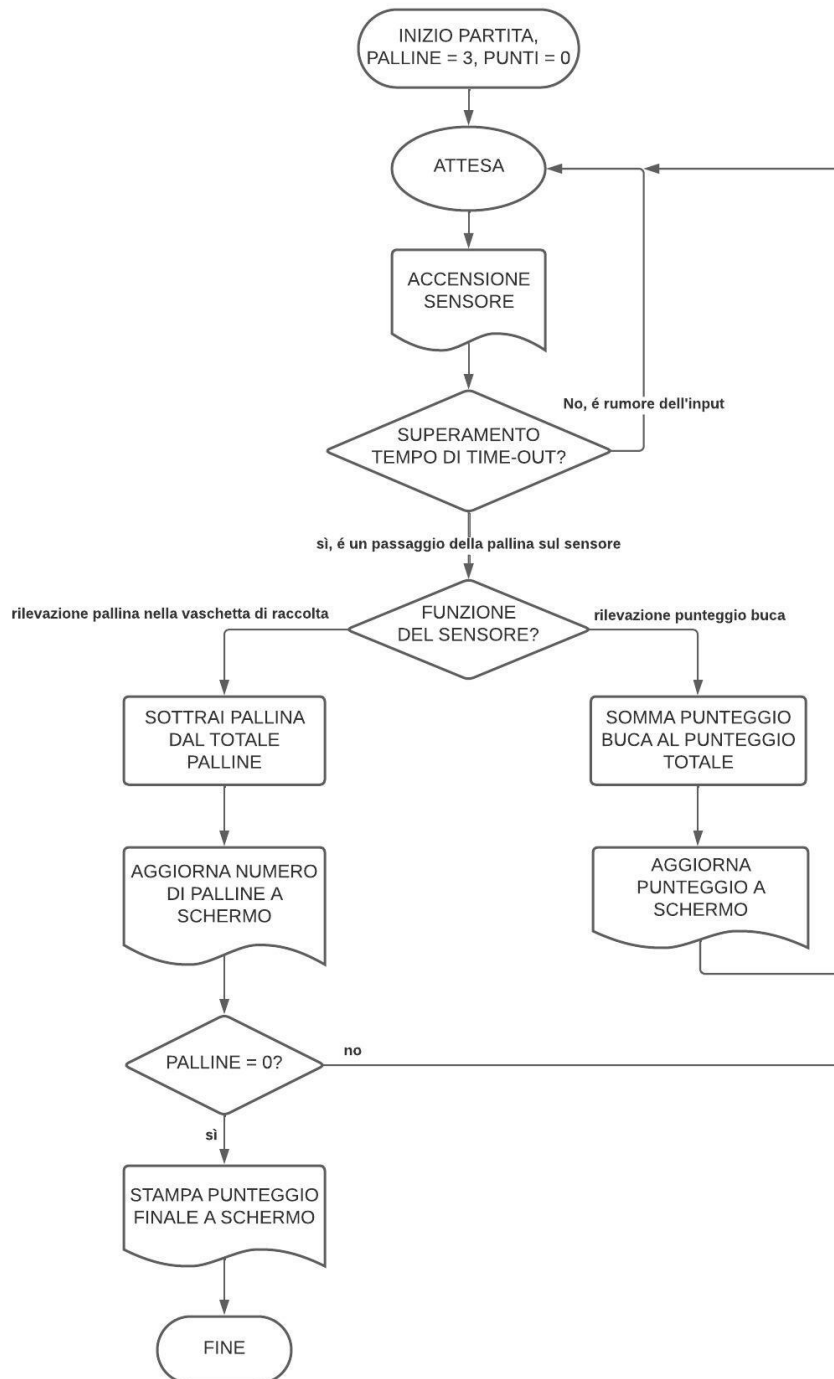 INIZIO PARTITA,
PALLINE = 3, PUNTI = 0
ATTESA
ACCENSIONE
SENSORE
No, é rumore dell'input
SUPERAMENTO
TEMPO DI TIME-OUT?
sì, é un passaggio della pallina sul sensore
rilevazione pallina nella vaschetta di raccolta
FUNZIONE
DEL SENSORE?
rilevazione punteggio buca
SOTTRAI PALLINA
DAL TOTALE
PALLINE
SOMMA PUNTEGGIO
BUCA AL PUNTEGGIO
TOTALE
AGGIORNA NUMERO
DI PALLINE A
SCHERMO
AGGIORNA
PUNTEGGIO A
SCHERMO
PALLINE = 0?
no
sì
STAMPA PUNTEGGIO
FINALE A SCHERMO
FINE